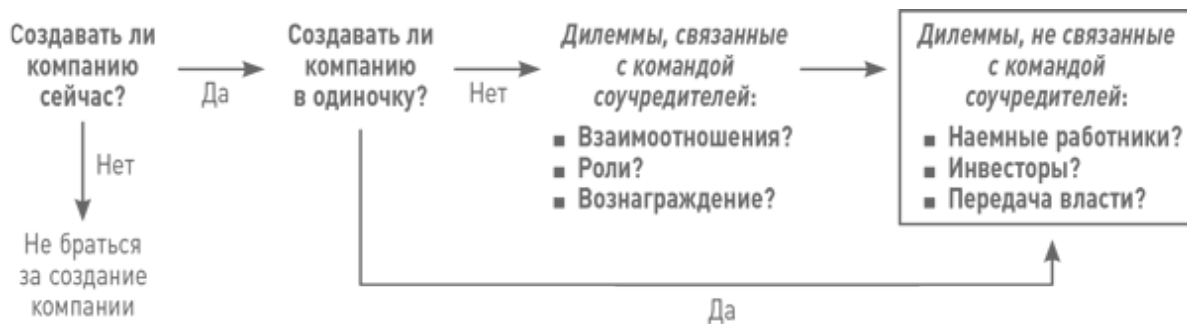 Создавать ли
компанию
сейчас?
Да
Нет
Не браться
за создание
компании
Создавать ли
компанию
в одиночку?
Нет
Да
Дилеммы, связанные
с командой
соучредителей:
▪ Взаимоотношения?
▪ Роли?
▪ Вознаграждение?
Дилеммы, не связанные
с командой
соучредителей:
▪ Наемные работники?
▪ Инвесторы?
▪ Передача власти?